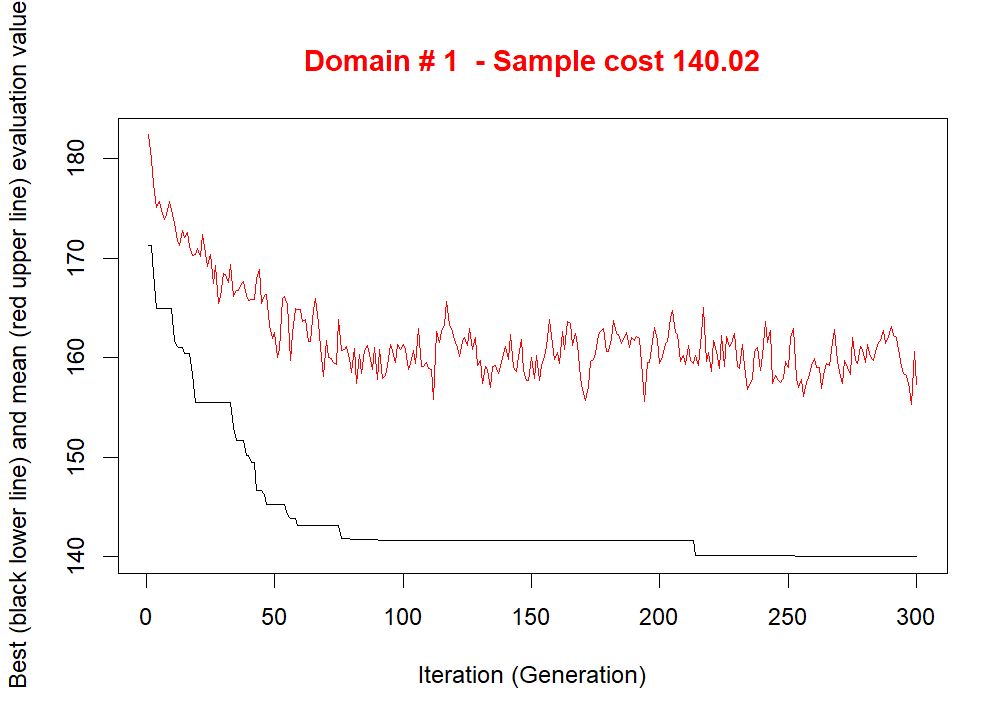 Domain # 1  - Sample cost 140.02
Best (black lower line) and mean (red upper line) evaluation value
180
170
160
150
140
0 50 100 150 200 250 300
Iteration (Generation)